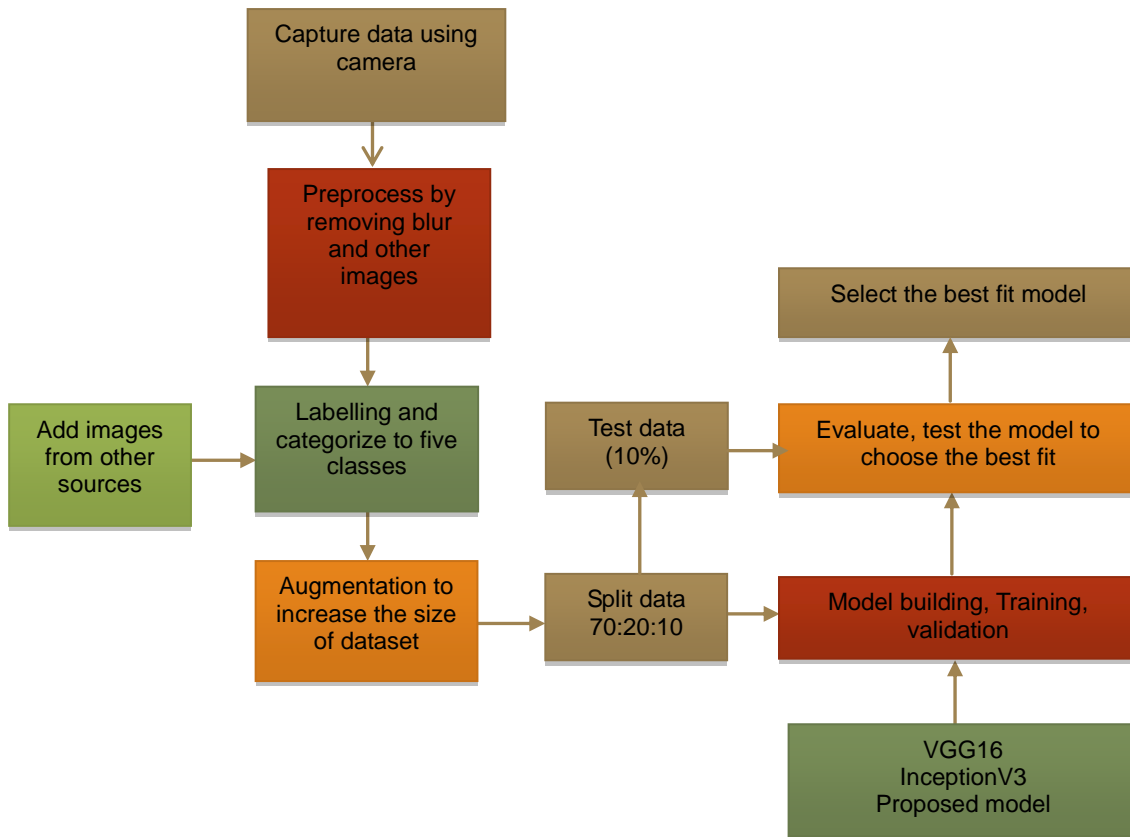 Capture data using
camera
Preprocess by
removing blur
and other
images
Select the best fit model
Add images
from other
sources
Labelling and
categorize to five
classes
Test data
(10%)
Evaluate, test the model to
choose the best fit
Augmentation to
increase the size
of dataset
Split data
70:20:10
Model building, Training,
validation
VGG16
InceptionV3
Proposed model